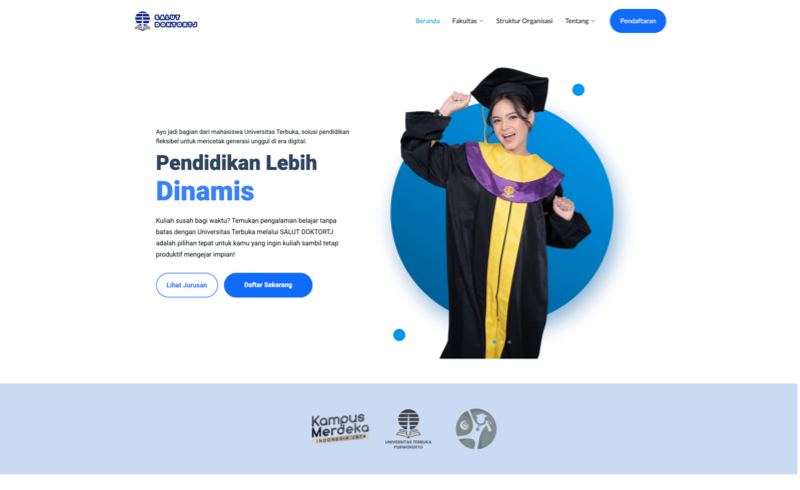 SALUT
DOKTORTJ
Beranda
Fakultas
Struktur Organisasi
Tentang
Pendaftaran
Ayo jadi bagian dari mahasiswa Universitas Terbuka, solusi pendidikan
fleksibel untuk mencetak generasi unggul di era digital.
Pendidikan Lebih
Dinamis
Kuliah susah bagi waktu? Temukan pengalaman belajar tanpa
batas dengan Universitas Terbuka melalui SALUT DOKTORTJ
adalah pilihan tepat untuk kamu yang ingin kuliah sambil tetap
produktif mengejar impian!
Lihat Jurusan
Daftar Sekarang
Kampus
Merdeka
INDONESIA JAYA
UNIVERSITAS TERBUKA
PURWOKERTO